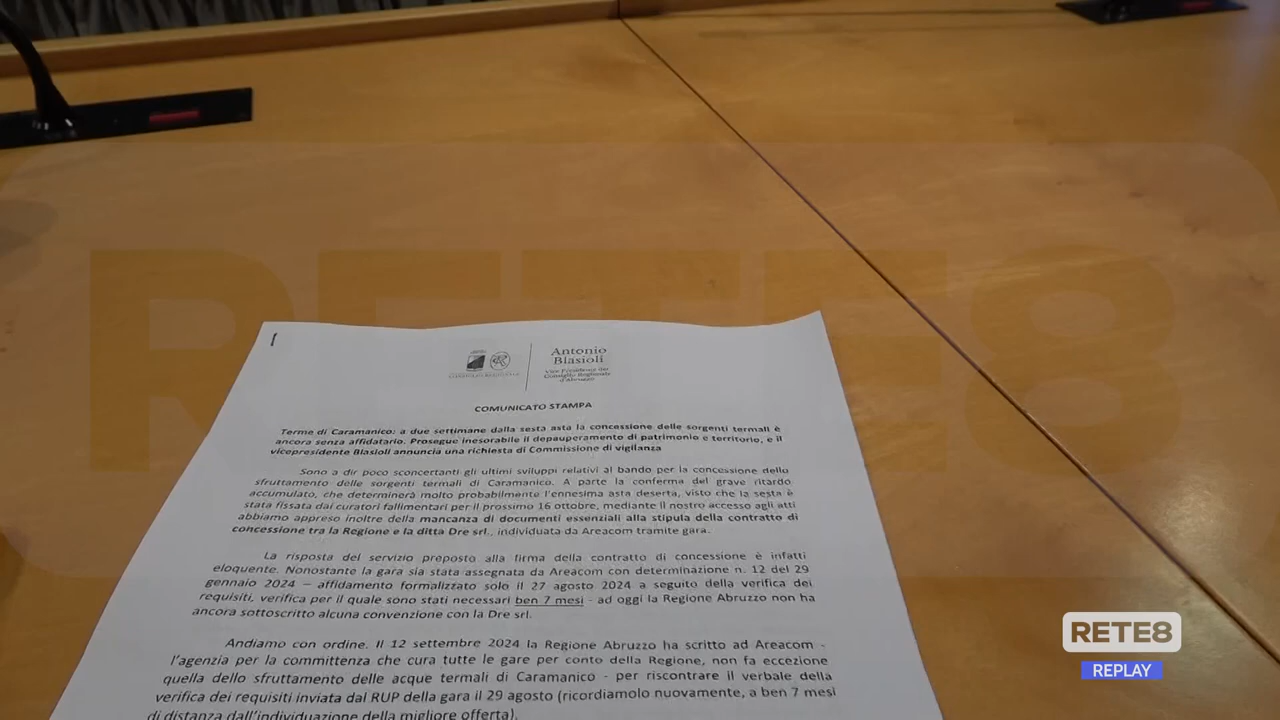 RETE8
Antonio
Blasioli
Vice Presidente del
Consiglio Regionale
d'Abruzzo
COMUNICATO STAMPA
Terme di Caramanico: a due settimane dalla sesta asta la concessione delle sorgenti termali è
ancora senza affidatario. Prosegue inesorabile il depauperamento di patrimonio e territorio, e il
vicepresidente Blasioli annuncia una richiesta di Commissione di vigilanza
Sono a dir poco sconcertanti gli ultimi sviluppi relativi al bando per la concessione dello
sfruttamento delle sorgenti termali di Caramanico. A parte la conferma del grave ritardo
accumulato, che determinerà molto probabilmente l'ennesima asta deserta, visto che la sesta è
stata fissata dai curatori fallimentari per il prossimo 16 ottobre, mediante il nostro accesso agli atti
abbiamo appreso inoltre della mancanza di documenti essenziali alla stipula della contratto di
concessione tra la Regione e la ditta Dre srl., individuata da Areacom tramite gara.
La risposta del servizio preposto alla firma della contratto di concessione è infatti
eloquente. Nonostante la gara sia stata assegnata da Areacom con determinazione n. 12 del 29
gennaio 2024 – affidamento formalizzato solo il 27 agosto 2024 a seguito della verifica dei
requisiti, verifica per il quale sono stati necessari ben 7 mesi - ad oggi la Regione Abruzzo non ha
ancora sottoscritto alcuna convenzione con la Dre srl.
Andiamo con ordine. Il 12 settembre 2024 la Regione Abruzzo ha scritto ad Areacom -
l'agenzia per la committenza che cura tutte le gare per conto della Regione, non fa eccezione
quella dello sfruttamento delle acque termali di Caramanico - per riscontrare il verbale della
verifica dei requisiti inviata dal RUP della gara il 29 agosto (ricordiamolo nuovamente, a ben 7 mesi
di distanza dall'individuazione della migliore offerta).
RETE8
REPLAY